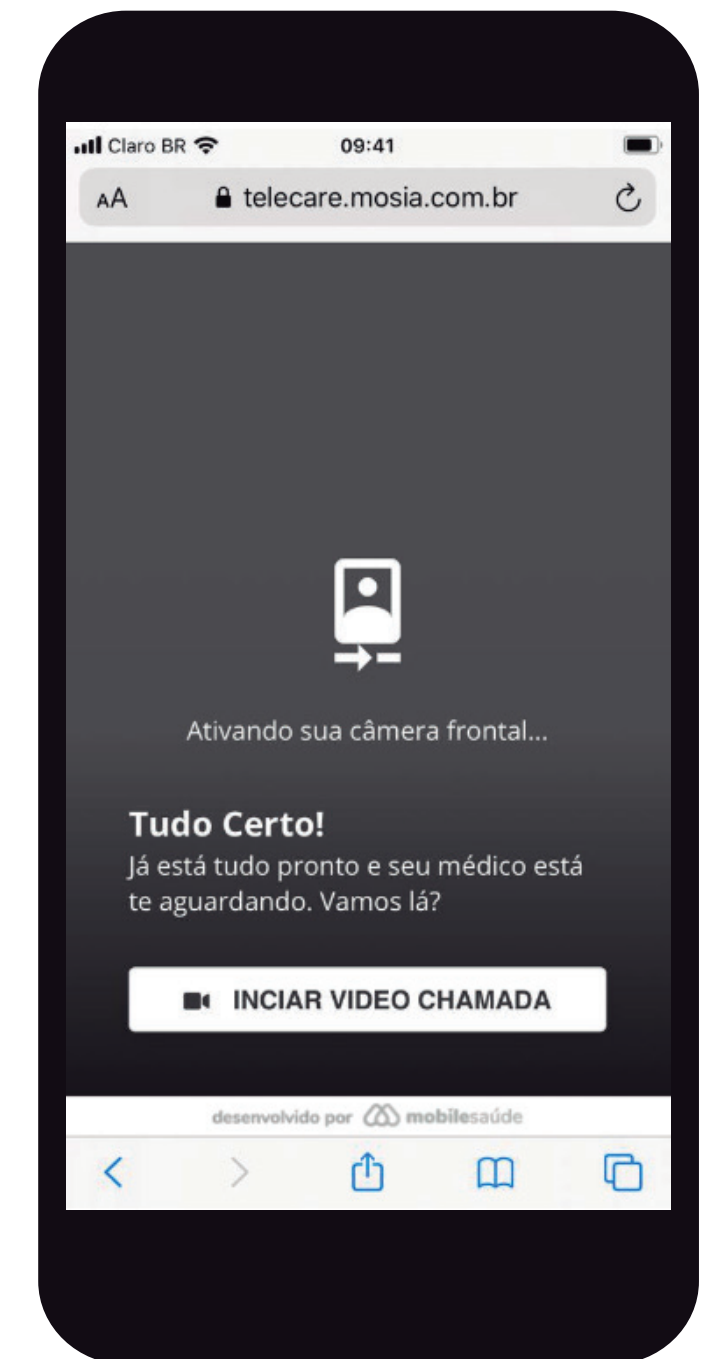 Claro BR 09:41
AA telecare.mosia.com.br
Ativando sua câmera frontal...
Tudo Certo!
Já está tudo pronto e seu médico está
te aguardando. Vamos lá?
INCIAR VIDEO CHAMADA
desenvolvido por mobilesaúde